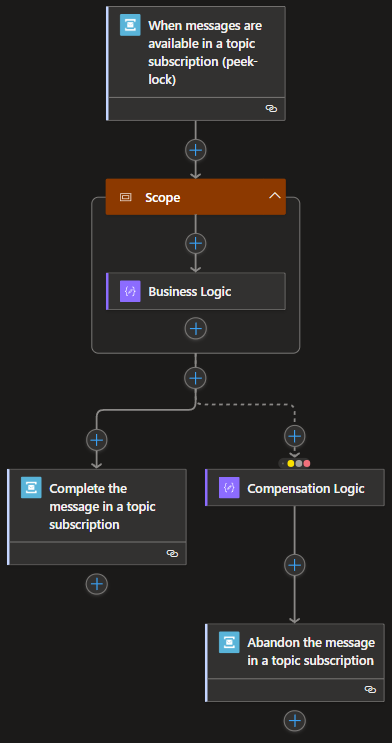 When messages are
available in a topic
subscription (peek-
lock)
Scope
Business Logic
Complete the
message in a topic
subscription
Compensation Logic
Abandon the message
in a topic subscription